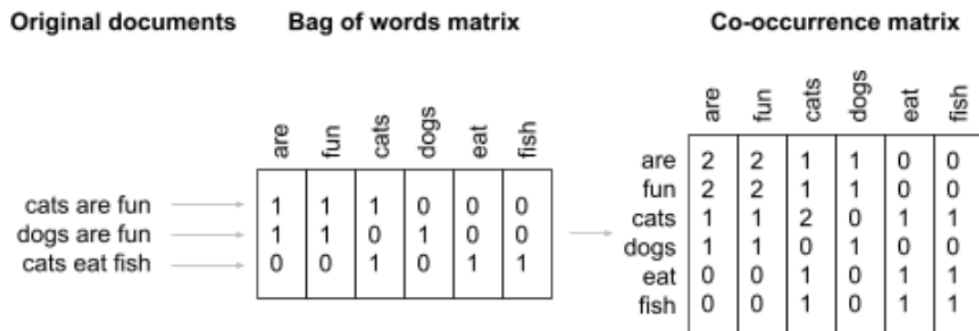 Original documents Bag of words matrix Co-occurrence matrix
are fun cats dogs eat fish
are fun cats dogs eat fish
cats are fun 1 1 1 0 0 0
dogs are fun 1 1 0 1 0 0
cats eat fish 0 0 1 0 1 1
are 2 2 1 1 0 0
fun 2 2 1 1 0 0
cats 1 1 2 0 1 1
dogs 1 1 0 1 0 0
eat 0 0 1 0 1 1
fish 0 0 1 0 1 1